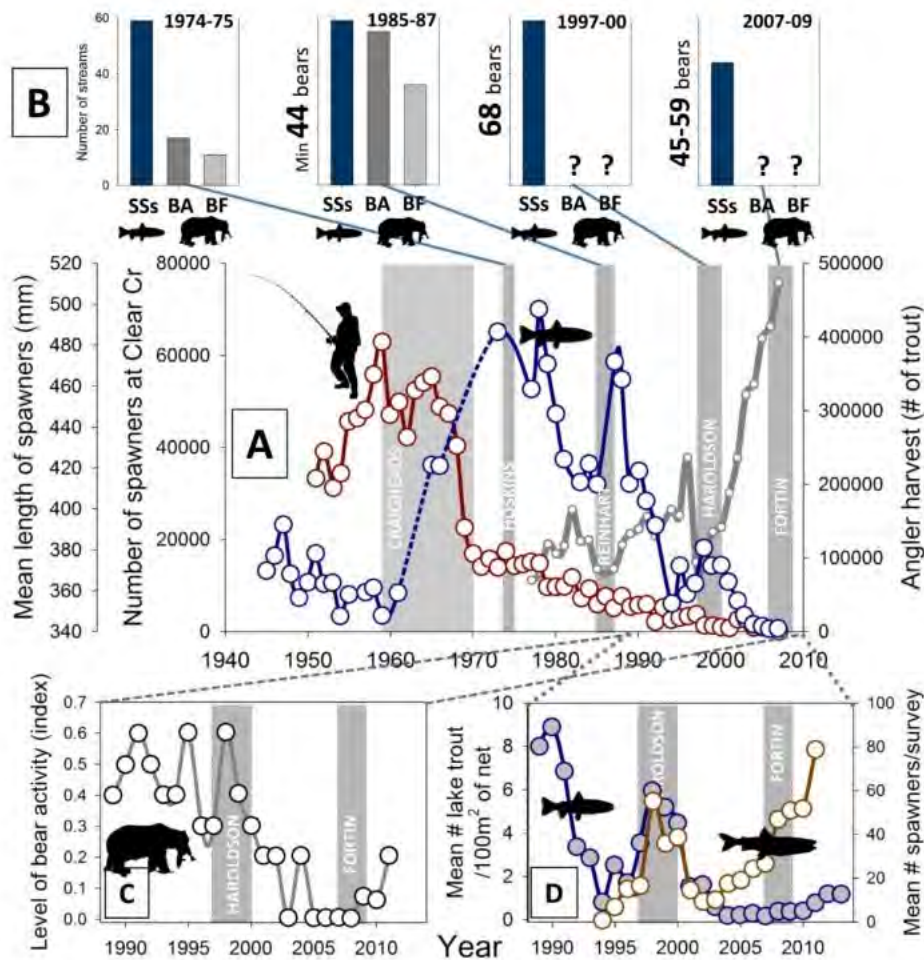 B
Number of streams
60
40
20
0
1974-75
SSs BA BF
Min 44 bears
1985-87
SSs BA BF
68 bears
1997-00
? ?
SSs BA BF
45-59 bears
2007-09
? ?
SSs BA BF
A
Mean length of spawners (mm)
520
500
480
460
440
420
400
380
360
340
Number of spawners at Clear Cr
80000
60000
40000
20000
0
CRAIGHEADS
HOSKINS
REINHART
HAROLDSON
FORTIN
500000
400000
300000
200000
100000
0
Angler harvest (# of trout)
1940 1950 1960 1970 1980 1990 2000 2010
C
Level of bear activity (index)
0.7
0.6
0.5
0.4
0.3
0.2
0.1
0.0
HAROLDSON
FORTIN
1990 1995 2000 2005 2010
Year
D
Mean # lake trout
/100m² of net
10
8
6
4
2
0
ROLDSON
FORTIN
100
80
60
40
20
0
Mean # spawners/survey
1990 1995 2000 2005 2010